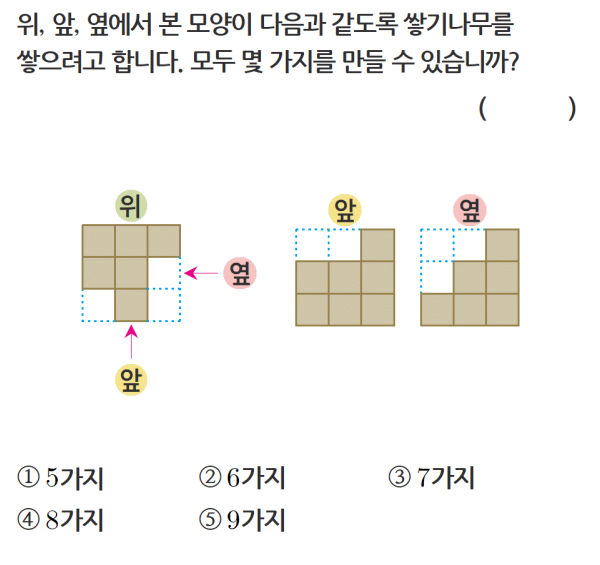 위, 앞, 옆에서 본 모양이 다음과 같도록 쌓기나무를
쌓으려고 합니다. 모두 몇 가지를 만들 수 있습니까?
( )
위
앞
옆
옆
앞
① 5가지 ② 6가지 ③ 7가지
④ 8가지 ⑤ 9가지